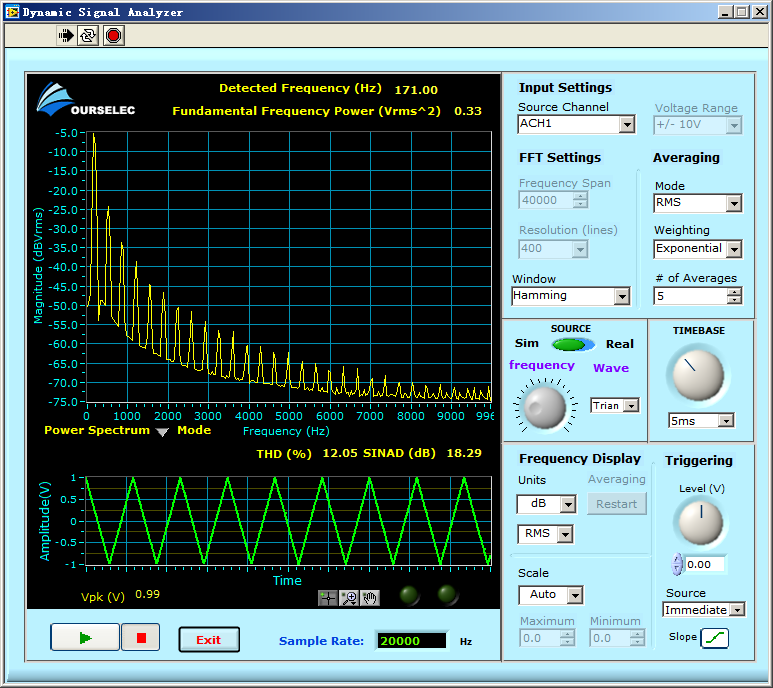 Dynamic Signal Analyzer
OURSELEC
Detected Frequency (Hz) 171.00
Fundamental Frequency Power (Vrms^2) 0.33
Magnitude (dBVrms)
-5.0
-10.0
-15.0
-20.0
-25.0
-30.0
-35.0
-40.0
-45.0
-50.0
-55.0
-60.0
-65.0
-70.0
-75.0
0 1000 2000 3000 4000 5000 6000 7000 8000 9000 996
Power Spectrum Mode Frequency (Hz)
THD (%) 12.05 SINAD (dB) 18.29
Amplitude(V)
1
0.5
0
-0.5
-1
Time
Vpk (V) 0.99
Exit
Sample Rate: 20000 Hz
Input Settings
Source Channel Voltage Range
ACH1 +/- 10V
FFT Settings Averaging
Frequency Span Mode
40000 RMS
Resolution (lines) Weighting
400 Exponential
Window # of Averages
Hamming 5
SOURCE
Sim Real
frequency Wave
Trian
TIMEBASE
5ms
Frequency Display
Units Averaging
dB Restart
RMS
Scale
Auto
Maximum Minimum
0.0 0.0
Triggering
Level (V)
0.00
Source
Immediate
Slope